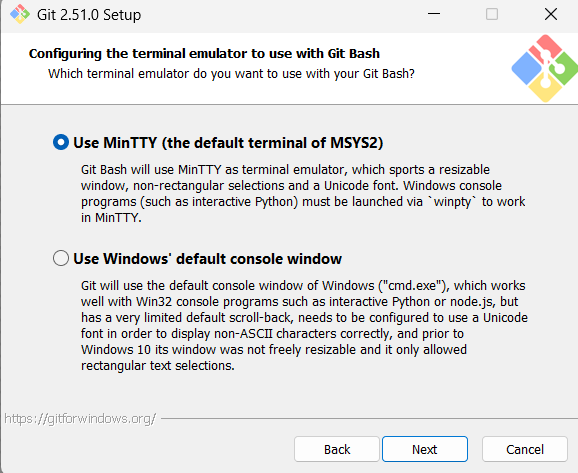 Git 2.51.0 Setup
Configuring the terminal emulator to use with Git Bash
Which terminal emulator do you want to use with your Git Bash?
Use MinTTY (the default terminal of MSYS2)
Git Bash will use MinTTY as terminal emulator, which sports a resizable
window, non-rectangular selections and a Unicode font. Windows console
programs (such as interactive Python) must be launched via `winpty` to work
in MinTTY.
Use Windows' default console window
Git will use the default console window of Windows ("cmd.exe"), which works
well with Win32 console programs such as interactive Python or node.js, but
has a very limited default scroll-back, needs to be configured to use a Unicode
font in order to display non-ASCII characters correctly, and prior to
Windows 10 its window was not freely resizable and it only allowed
rectangular text selections.
https://gitforwindows.org/
Back
Next
Cancel